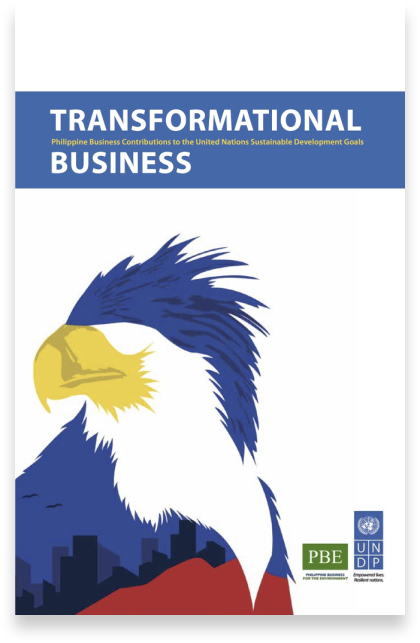 TRANSFORMATIONAL
Philippine Business Contributions to the United Nations Sustainable Development Goals
BUSINESS
PBE
PHILIPPINE BUSINESS
FOR THE ENVIRONMENT
U N
D P
Empowered lives.
Resilient nations.